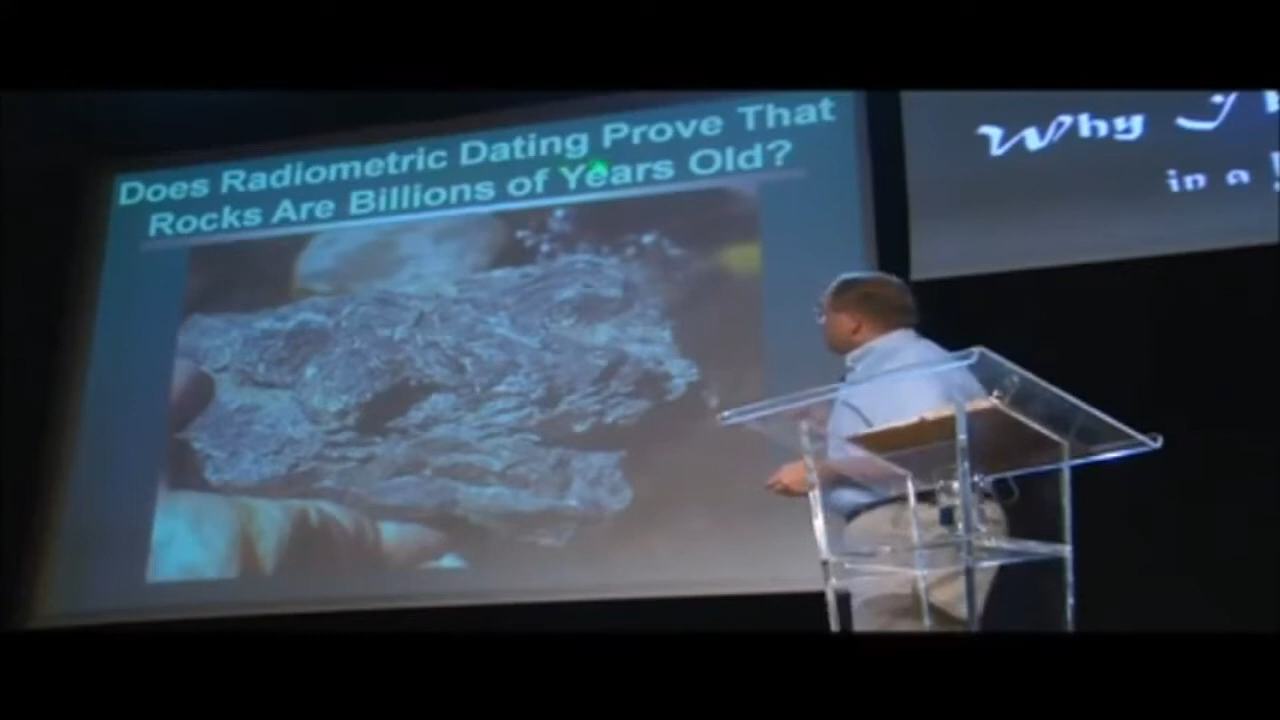 Does Radiometric Dating Prove That
Rocks Are Billions of Years Old?
Why I
in a